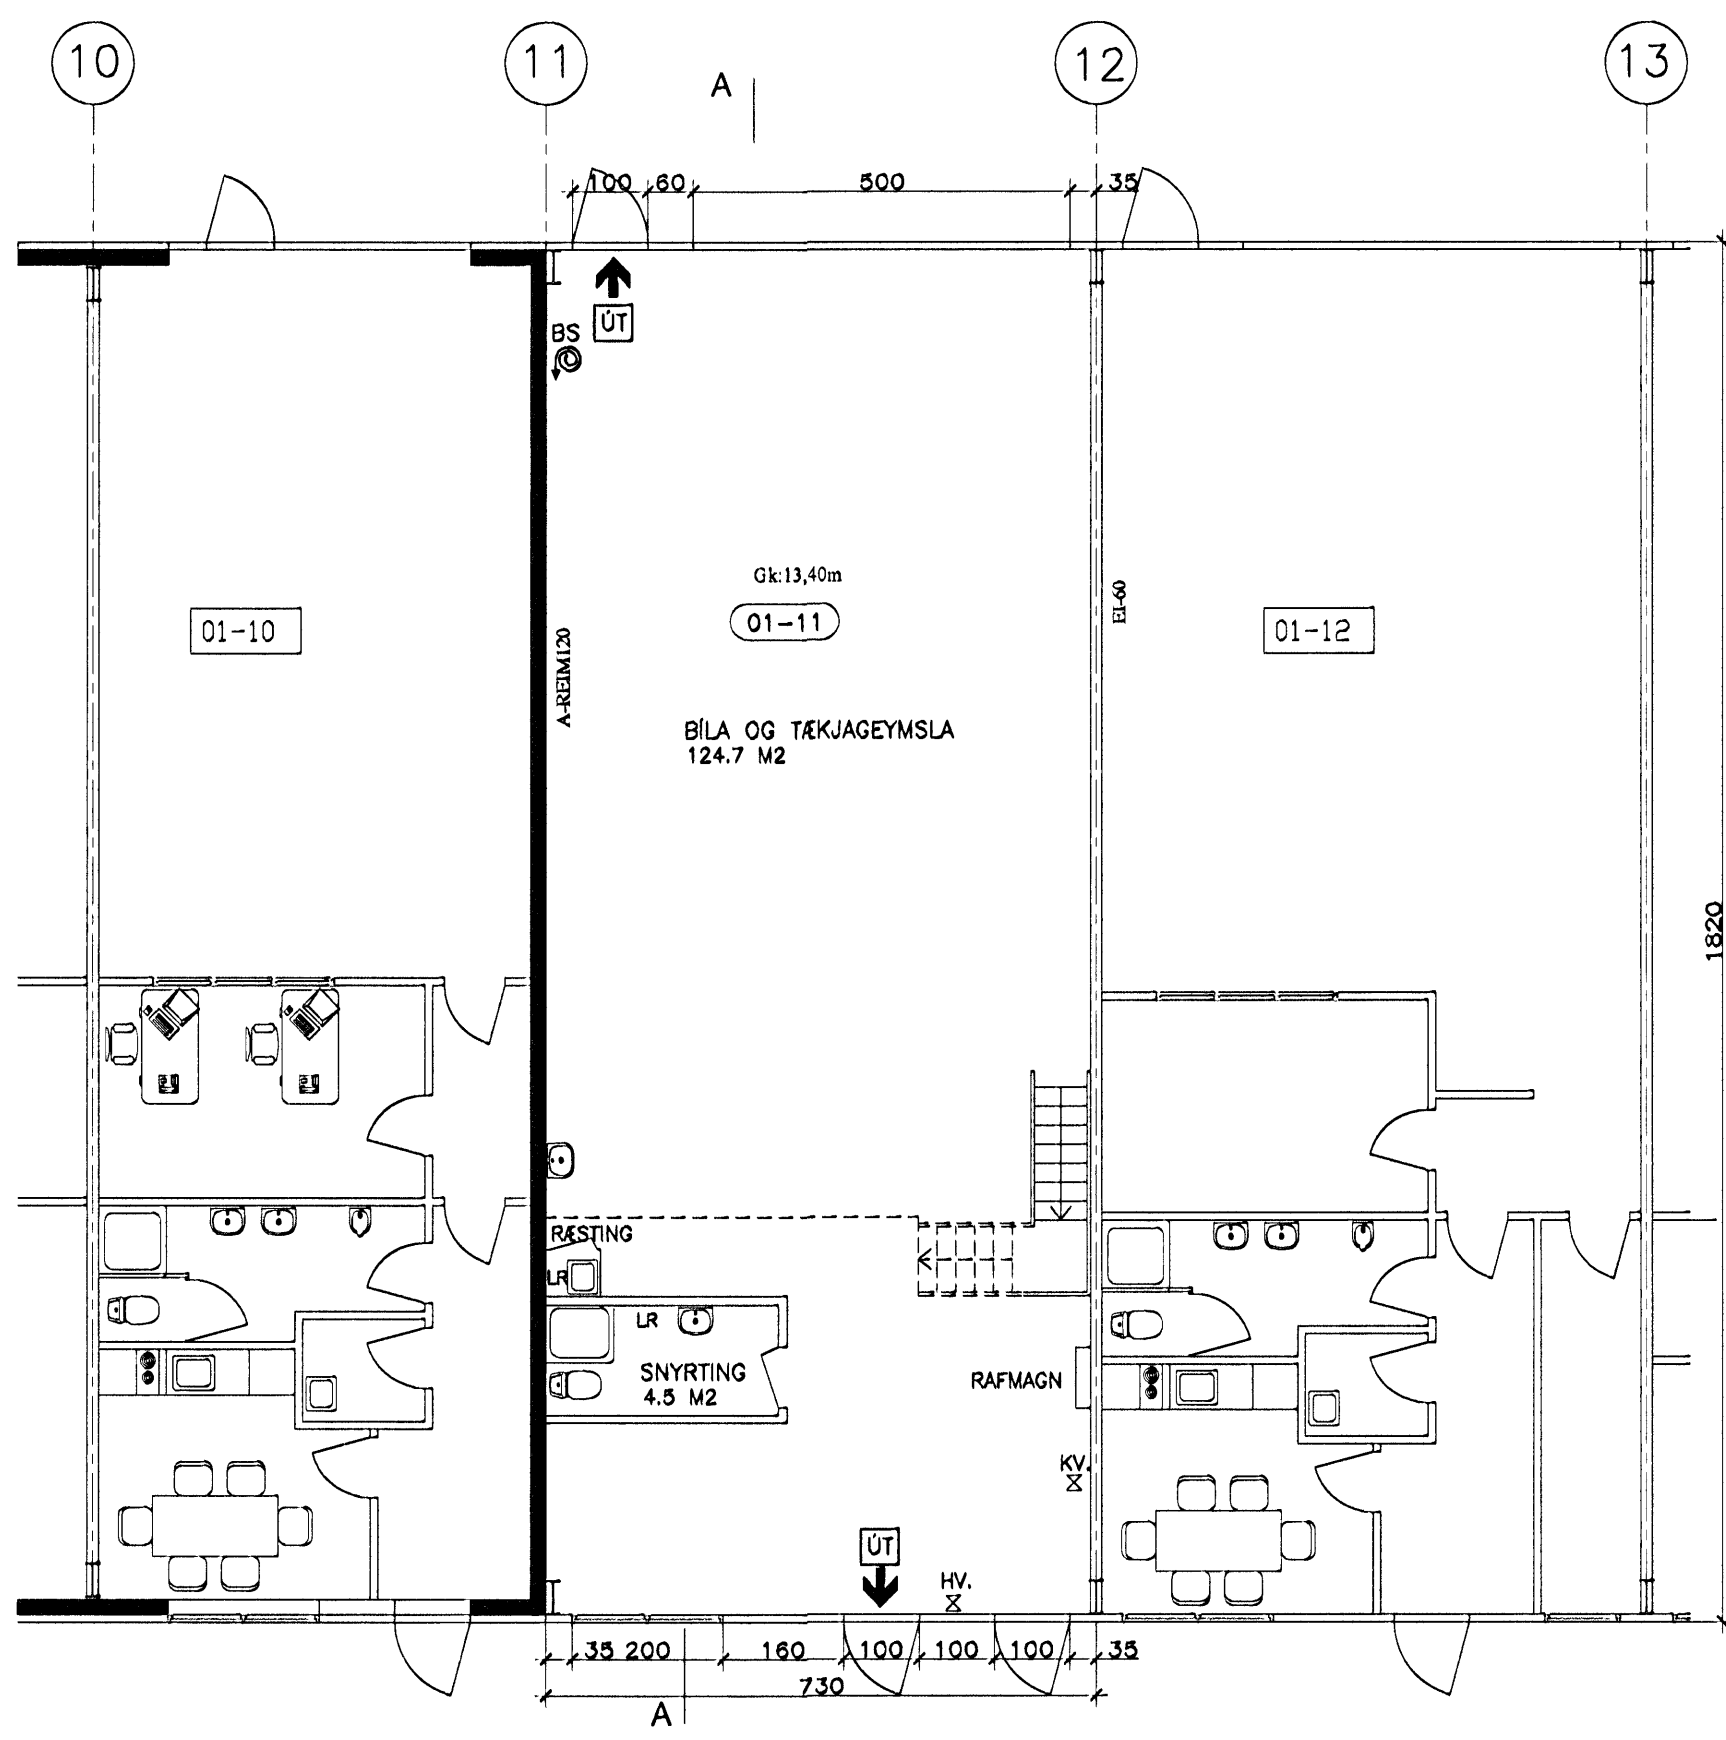 10
11
12
13
A
100
60
500
35
ÚT
BS
Gk:13,40m
01-11
EI-60
01-10
01-12
A-REIM120
BÍLA OG TÆKJAGEYMSLA
124.7 M2
1820
RÆSTING
LR
LR
SNYRTING
4.5 M2
RAFMAGN
KV.
ÚT
HV.
35
200
160
100
100
100
35
730
A